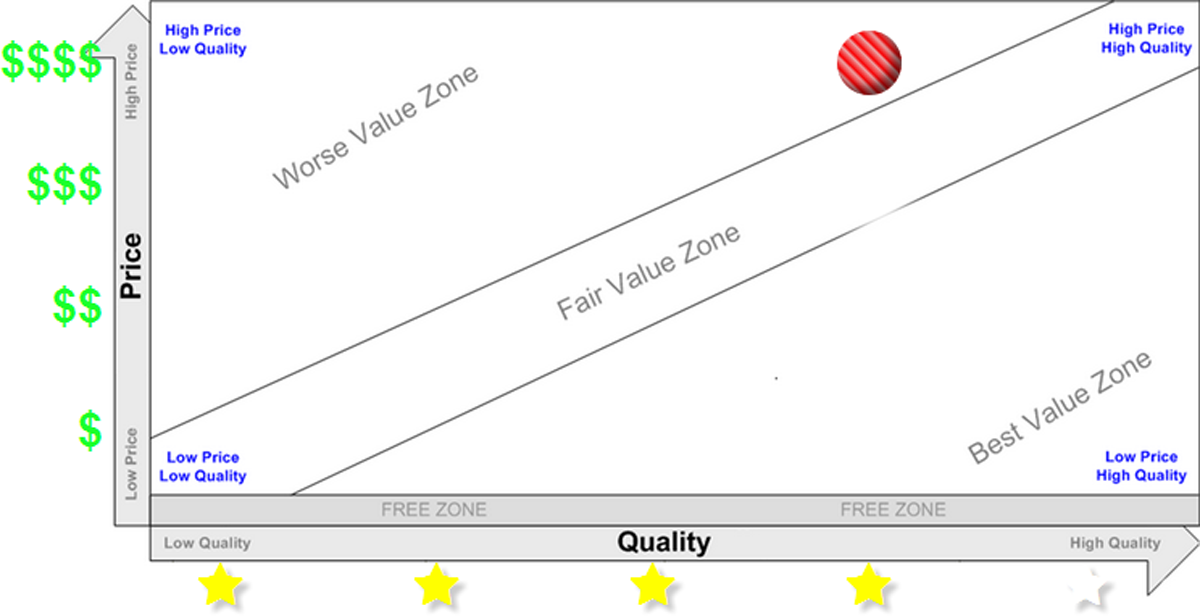 High Price
Low Quality
High Price
High Quality
$$$$
High Price
Worse Value Zone
$$$
Price
Fair Value Zone
$$
Best Value Zone
$
Low Price
Low Price
Low Quality
Low Price
High Quality
FREE ZONE
FREE ZONE
Low Quality
Quality
High Quality